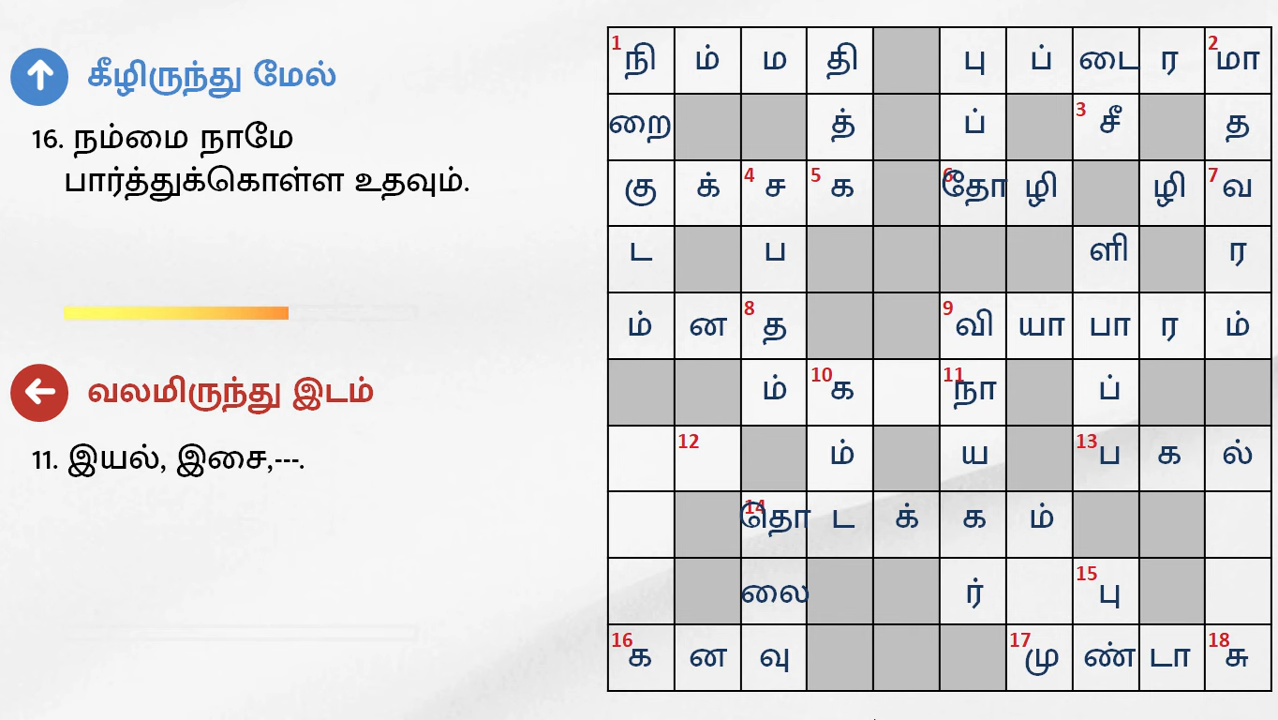 கீழிருந்து மேல்
16. நம்மை நாமே
பார்த்துக்கொள்ள உதவும்.
வலமிருந்து இடம்
11. இயல், இசை,---.
1 நி ம் ம தி பு ப் டை ர 2 மா
றை த் ப் 3 சீ த
கு க் 4 ச 5 க 6 தோ ழி ழி 7 வ
ட ப ளி ர
ம் ன 8 த 9 வி யா பா ர ம்
ம் 10 க 11 நா ப்
12 ம் ய 13 ப க ல்
14 தொ ட க் க ம்
லை ர் 15 பு
16 க ன வு 17 மு ண் டா 18 சு